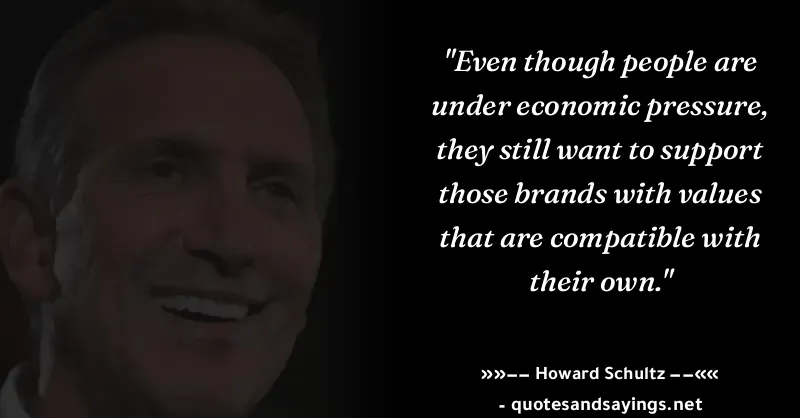 "Even though people are
under economic pressure,
they still want to support
those brands with values
that are compatible with
their own."
»»–– Howard Schultz ––««
- quotesandsayings.net